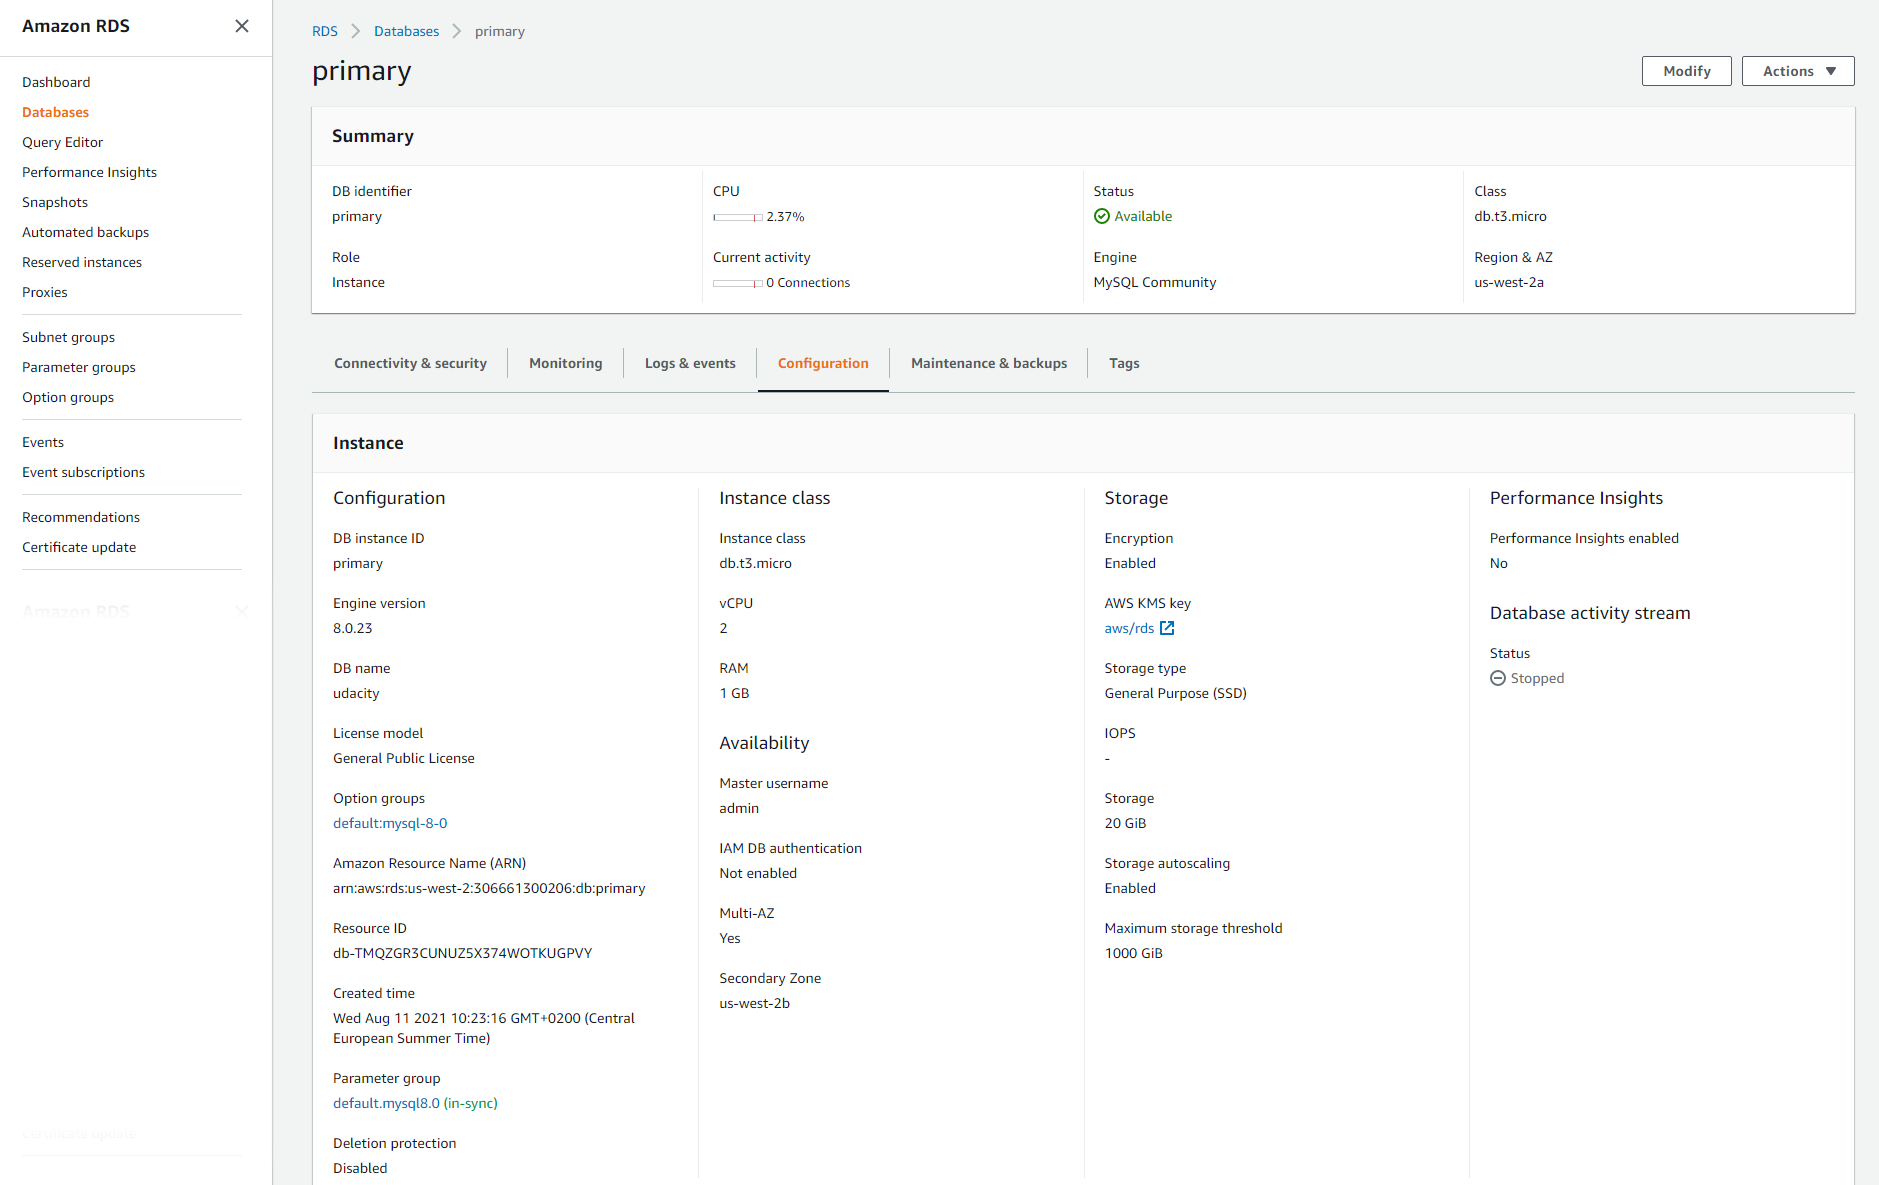 Amazon RDS
Dashboard
Databases
Query Editor
Performance Insights
Snapshots
Automated backups
Reserved instances
Proxies
Subnet groups
Parameter groups
Option groups
Events
Event subscriptions
Recommendations
Certificate update
Amazon RDS
Certificate update
RDS > Databases > primary
primary
Modify
Actions
Summary
DB identifier
primary
Role
Instance
CPU
2.37%
Current activity
0 Connections
Status
Available
Engine
MySQL Community
Class
db.t3.micro
Region & AZ
us-west-2a
Connectivity & security
Monitoring
Logs & events
Configuration
Maintenance & backups
Tags
Instance
Configuration
DB instance ID
primary
Engine version
8.0.23
DB name
udacity
License model
General Public License
Option groups
default:mysql-8-0
Amazon Resource Name (ARN)
arn:aws:rds:us-west-2:306661300206:db:primary
Resource ID
db-TMQZGR3CUNUZ5X374WOTKUGPVY
Created time
Wed Aug 11 2021 10:23:16 GMT+0200 (Central
European Summer Time)
Parameter group
default.mysql8.0 (in-sync)
Deletion protection
Disabled
Instance class
Instance class
db.t3.micro
vCPU
2
RAM
1 GB
Availability
Master username
admin
IAM DB authentication
Not enabled
Multi-AZ
Yes
Secondary Zone
us-west-2b
Storage
Encryption
Enabled
AWS KMS key
aws/rds
Storage type
General Purpose (SSD)
IOPS
-
Storage
20 GiB
Storage autoscaling
Enabled
Maximum storage threshold
1000 GiB
Performance Insights
Performance Insights enabled
No
Database activity stream
Status
Stopped